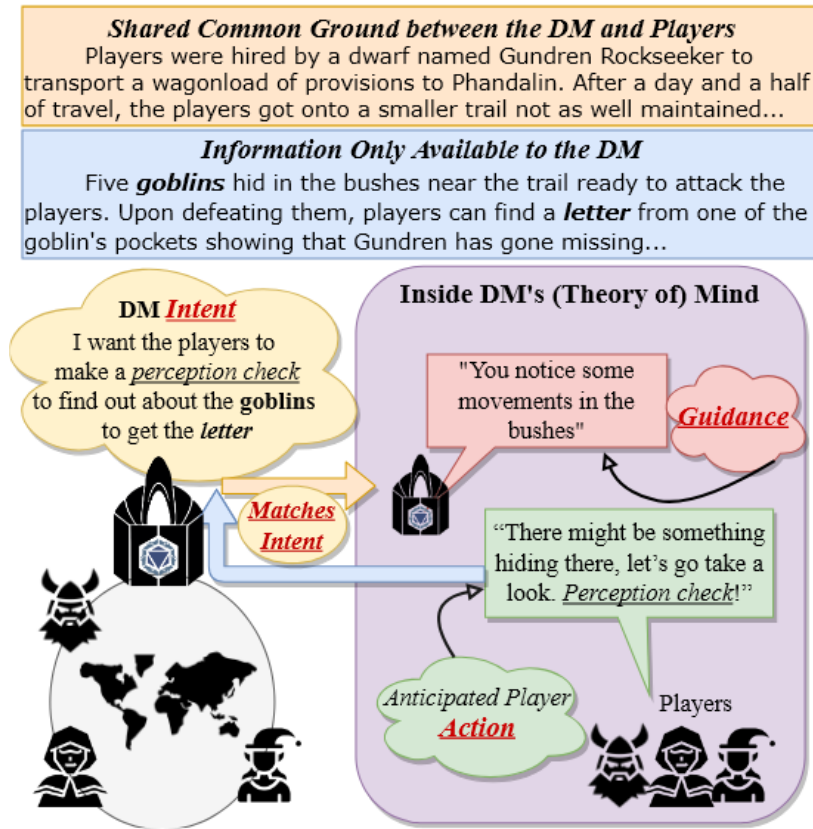 Shared Common Ground between the DM and Players
Players were hired by a dwarf named Gundren Rockseeker to
transport a wagonload of provisions to Phandalin. After a day and a half
of travel, the players got onto a smaller trail not as well maintained...
Information Only Available to the DM
Five goblins hid in the bushes near the trail ready to attack the
players. Upon defeating them, players can find a letter from one of the
goblin's pockets showing that Gundren has gone missing...
DM Intent
I want the players to
make a perception check
to find out about the goblins
to get the letter
Matches
Intent
Inside DM's (Theory of) Mind
"You notice some
movements in the
bushes"
Guidance
“There might be something
hiding there, let’s go take a
look. Perception check!”
Anticipated Player
Action
Players